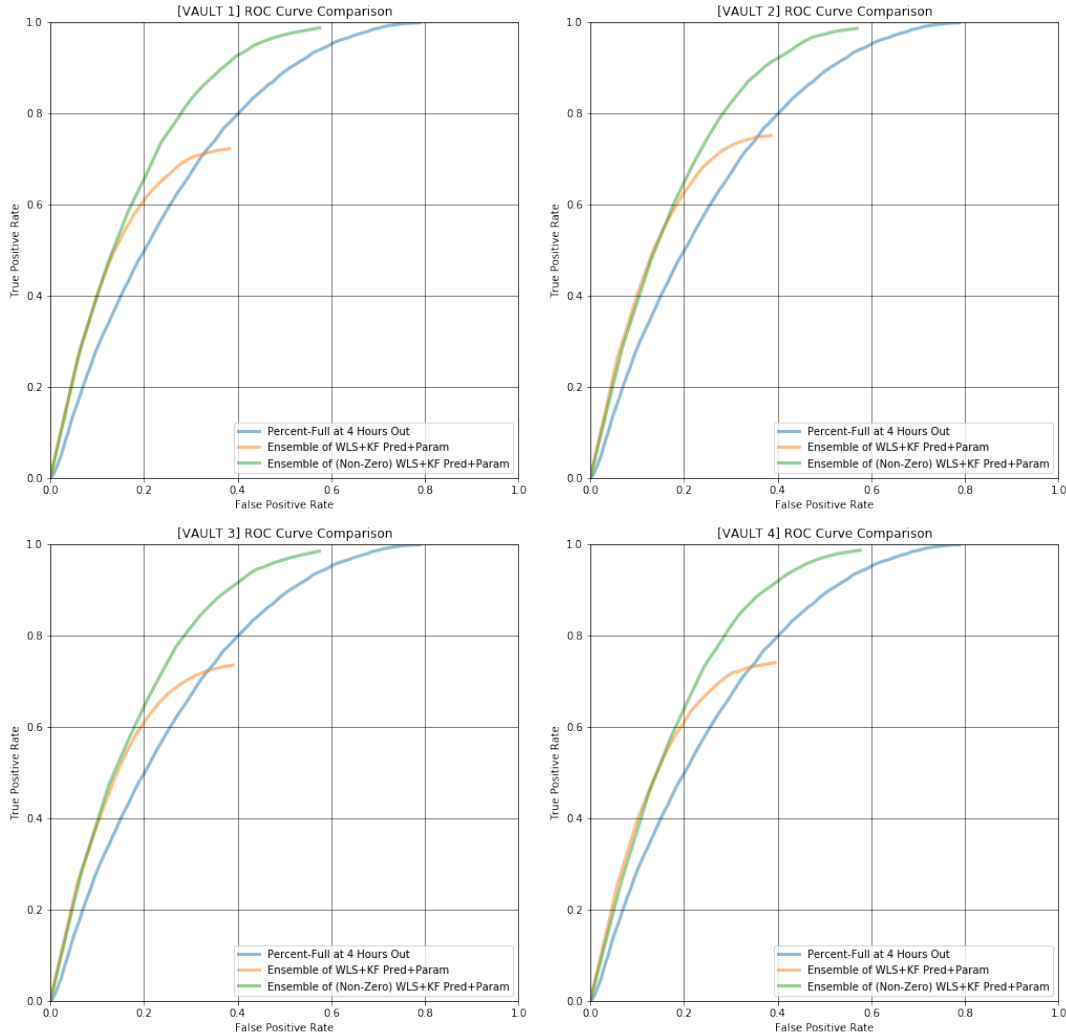 [VAULT 1] ROC Curve Comparison
True Positive Rate
1.0
0.8
0.6
0.4
0.2
0.0
Percent-Full at 4 Hours Out
Ensemble of WLS+KF Pred+Param
Ensemble of (Non-Zero) WLS+KF Pred+Param
0.0 0.2 0.4 0.6 0.8 1.0
False Positive Rate
[VAULT 2] ROC Curve Comparison
True Positive Rate
1.0
0.8
0.6
0.4
0.2
0.0
Percent-Full at 4 Hours Out
Ensemble of WLS+KF Pred+Param
Ensemble of (Non-Zero) WLS+KF Pred+Param
0.0 0.2 0.4 0.6 0.8 1.0
False Positive Rate
[VAULT 3] ROC Curve Comparison
True Positive Rate
1.0
0.8
0.6
0.4
0.2
0.0
Percent-Full at 4 Hours Out
Ensemble of WLS+KF Pred+Param
Ensemble of (Non-Zero) WLS+KF Pred+Param
0.0 0.2 0.4 0.6 0.8 1.0
False Positive Rate
[VAULT 4] ROC Curve Comparison
True Positive Rate
1.0
0.8
0.6
0.4
0.2
0.0
Percent-Full at 4 Hours Out
Ensemble of WLS+KF Pred+Param
Ensemble of (Non-Zero) WLS+KF Pred+Param
0.0 0.2 0.4 0.6 0.8 1.0
False Positive Rate